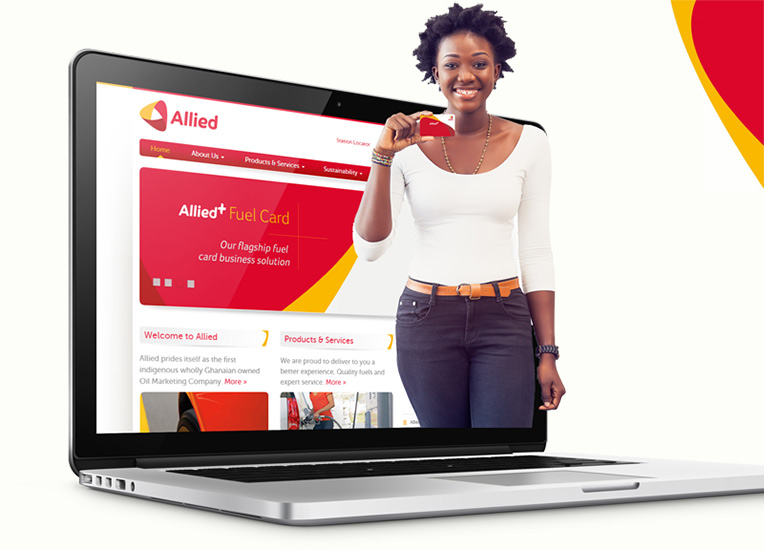 Allied
Station Locator
Home
About Us
Products & Services
Sustainability
Allied+ Fuel Card
Our flagship fuel
card business solution
Welcome to Allied
Allied prides itself as the first
indigenous wholly Ghanaian owned
Oil Marketing Company. More »
Products & Services
We are proud to deliver to you a
better experience, Quality fuels and
expert service. More »